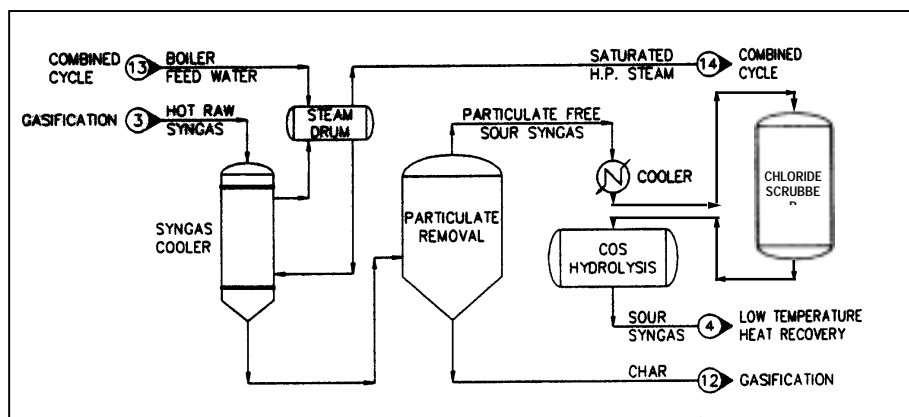 COMBINED
CYCLE
13
BOILER
FEED WATER
SATURATED
H.P. STEAM
14
COMBINED
CYCLE
GASIFICATION
3
HOT RAW
SYNGAS
STEAM
DRUM
PARTICULATE FREE
SOUR SYNGAS
COOLER
CHLORIDE
SCRUBBE
SYNGAS
COOLER
PARTICULATE
REMOVAL
COS
HYDROLYSIS
SOUR
SYNGAS
4
LOW TEMPERATURE
HEAT RECOVERY
CHAR
12
GASIFICATION